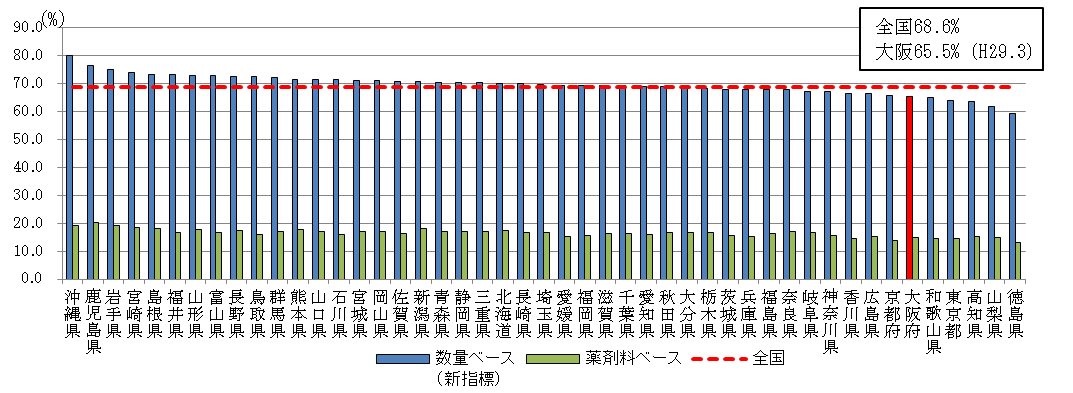 (%)
全国68.6%
大阪65.5% (H29.3)
90.0
80.0
70.0
60.0
50.0
40.0
30.0
20.0
10.0
0.0
沖縄県
鹿児島県
岩手県
宮崎県
島根県
福井県
山形県
富山県
長野県
鳥取県
群馬県
熊本県
山口県
石川県
宮城県
岡山県
佐賀県
新潟県
青森県
静岡県
三重県
北海道
長崎県
埼玉県
愛媛県
福岡県
滋賀県
千葉県
愛知県
秋田県
大分県
栃木県
茨城県
兵庫県
福島県
奈良県
岐阜県
神奈川県
香川県
広島県
京都府
大阪府
和歌山県
東京都
高知県
山梨県
徳島県
数量ベース
(新指標)
薬剤料ベース
全国